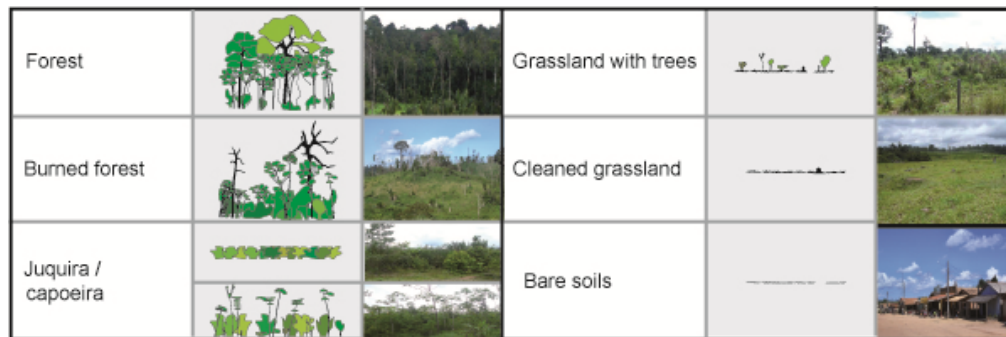 Forest
Grassland with trees
Burned forest
Cleaned grassland
Juquira /
capoeira
Bare soils